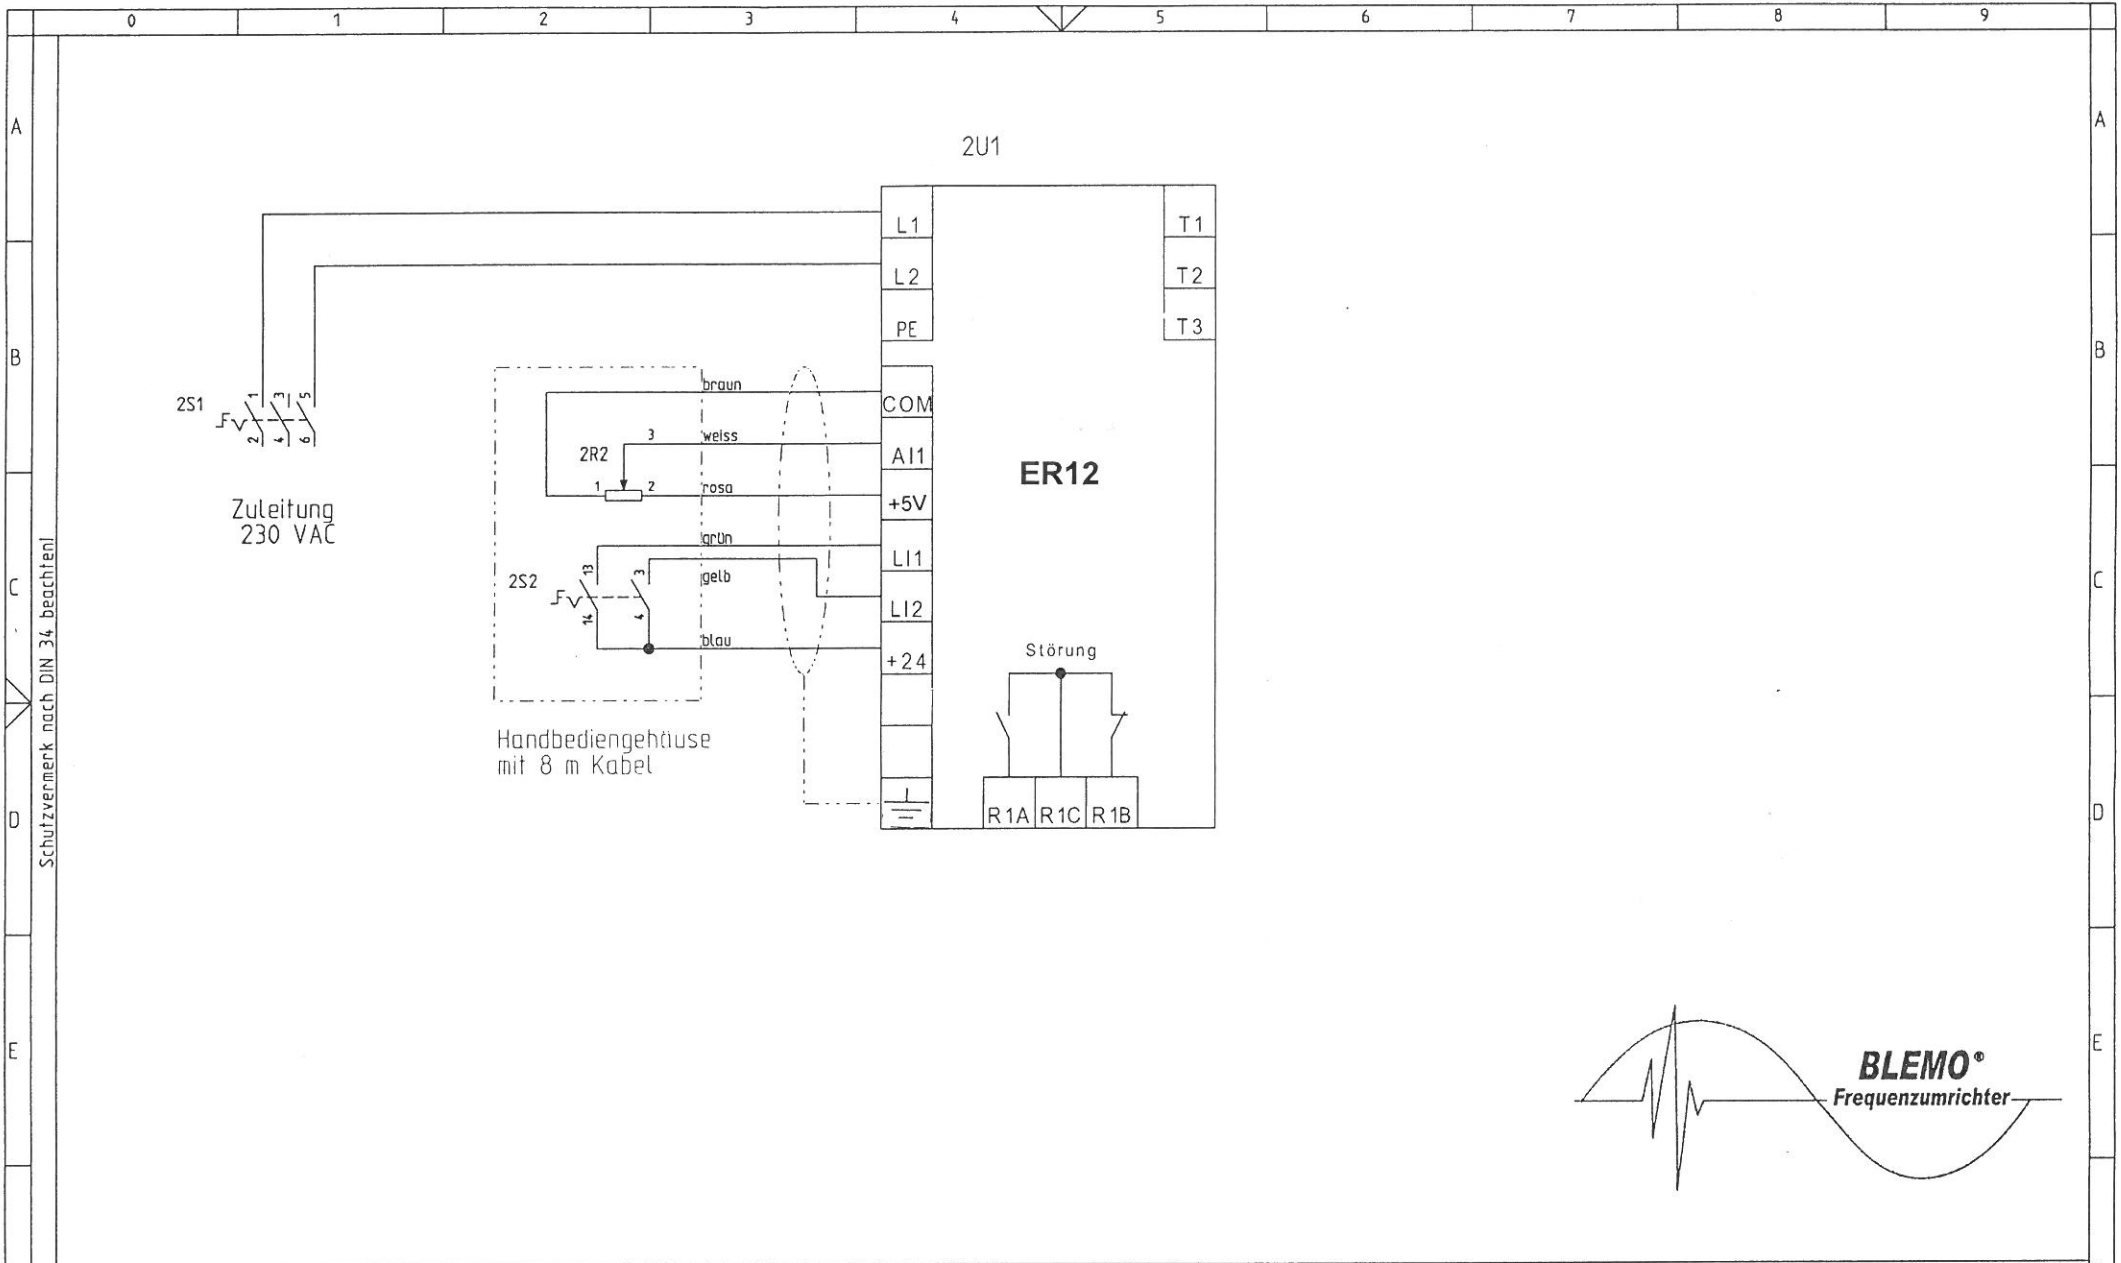 0 1 2 3 4 5 6 7 8 9
A A
2U1
L1 T1
L2 T2
PE T3
B B
braun
2S1 1 3 5
2 4 6
COM
3 weiss
2R2 AI1
ER12
1 2 rosa
+5V
Zuleitung
230 VAC
grün
LI1
C C
2S2 13 3 gelb
14 4
LI2
blau
+24
Störung
Handbediengehäuse
mit 8 m Kabel
D D
R1A R1C R1B
Schutzvermerk nach DIN 34 beachten!
E E
BLEMO®
Frequenzumrichter